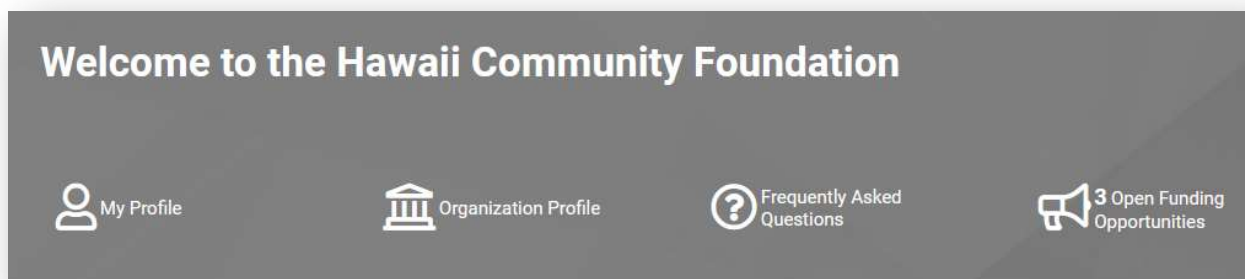 Welcome to the Hawaii Community Foundation
My Profile
Organization Profile
Frequently Asked
Questions
3 Open Funding
Opportunities